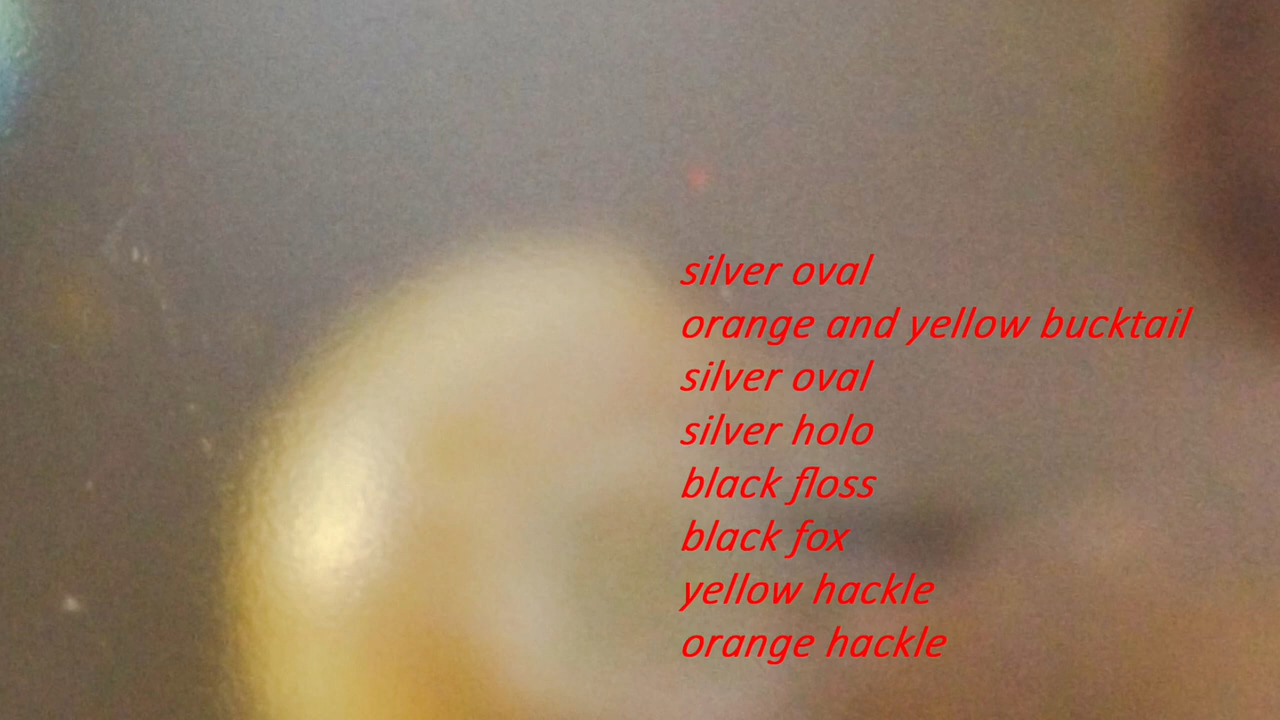 silver oval
orange and yellow bucktail
silver oval
silver holo
black floss
black fox
yellow hackle
orange hackle